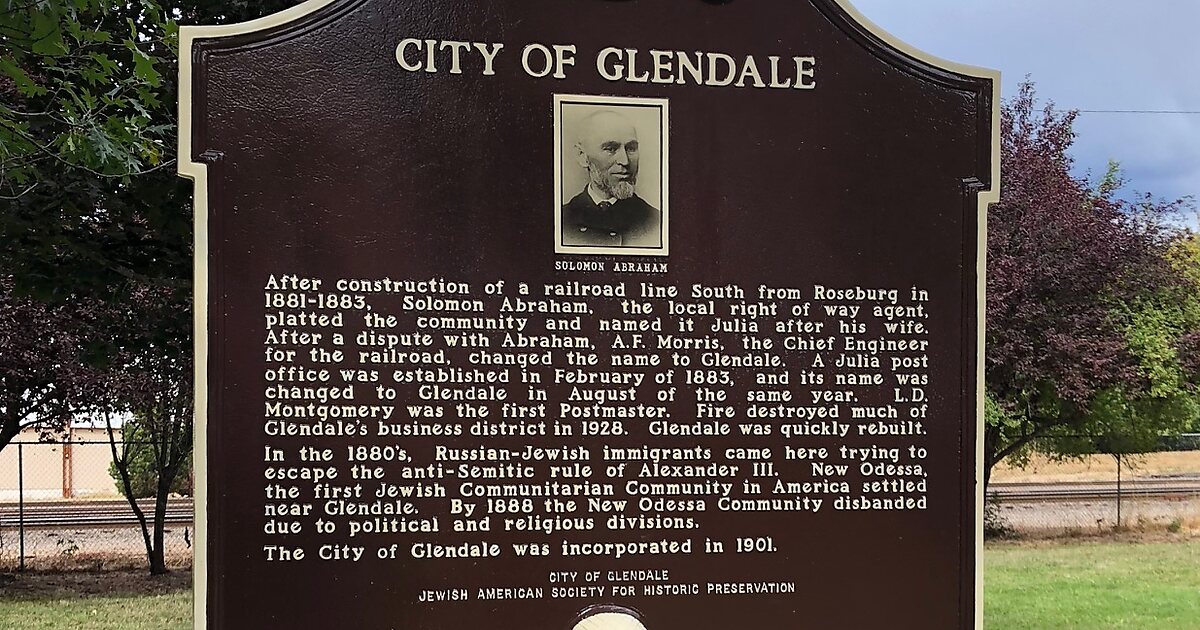 CITY OF GLENDALE
SOLOMON ABRAHAM
After construction of a railroad line South from Roseburg in
1881-1883, Solomon Abraham, the local right of way agent,
platted the community and named it Julia after his wife.
After a dispute with Abraham, A.F. Morris, the Chief Engineer
for the railroad, changed the name to Glendale. A Julia post
office was established in February of 1883, and its name was
changed to Glendale in August of the same year. L.D.
Montgomery was the first Postmaster. Fire destroyed much of
Glendale's business district in 1928. Glendale was quickly rebuilt.
In the 1880's, Russian-Jewish immigrants came here trying to
escape the anti-Semitic rule of Alexander III. New Odessa,
the first Jewish Communitarian Community in America settled
near Glendale. By 1888 the New Odessa Community disbanded
due to political and religious divisions.
The City of Glendale was incorporated in 1901.
CITY OF GLENDALE
JEWISH AMERICAN SOCIETY FOR HISTORIC PRESERVATION